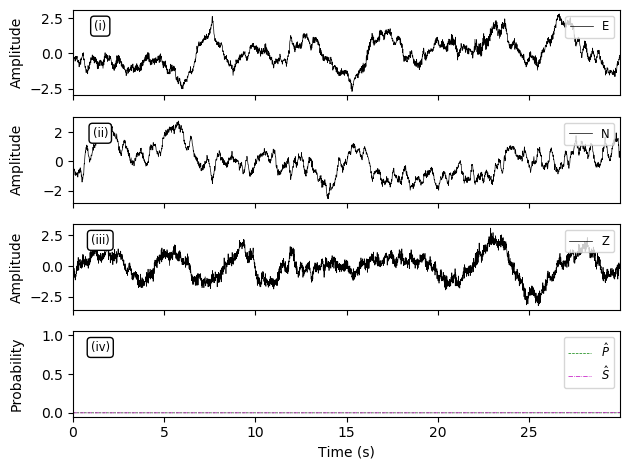 (i)
E
Amplitude
2.5
0.0
−2.5
(ii)
N
Amplitude
2
0
−2
(iii)
Z
Amplitude
2.5
0.0
−2.5
(iv)
P̂
Ŝ
Probability
1.0
0.5
0.0
0 5 10 15 20 25
Time (s)